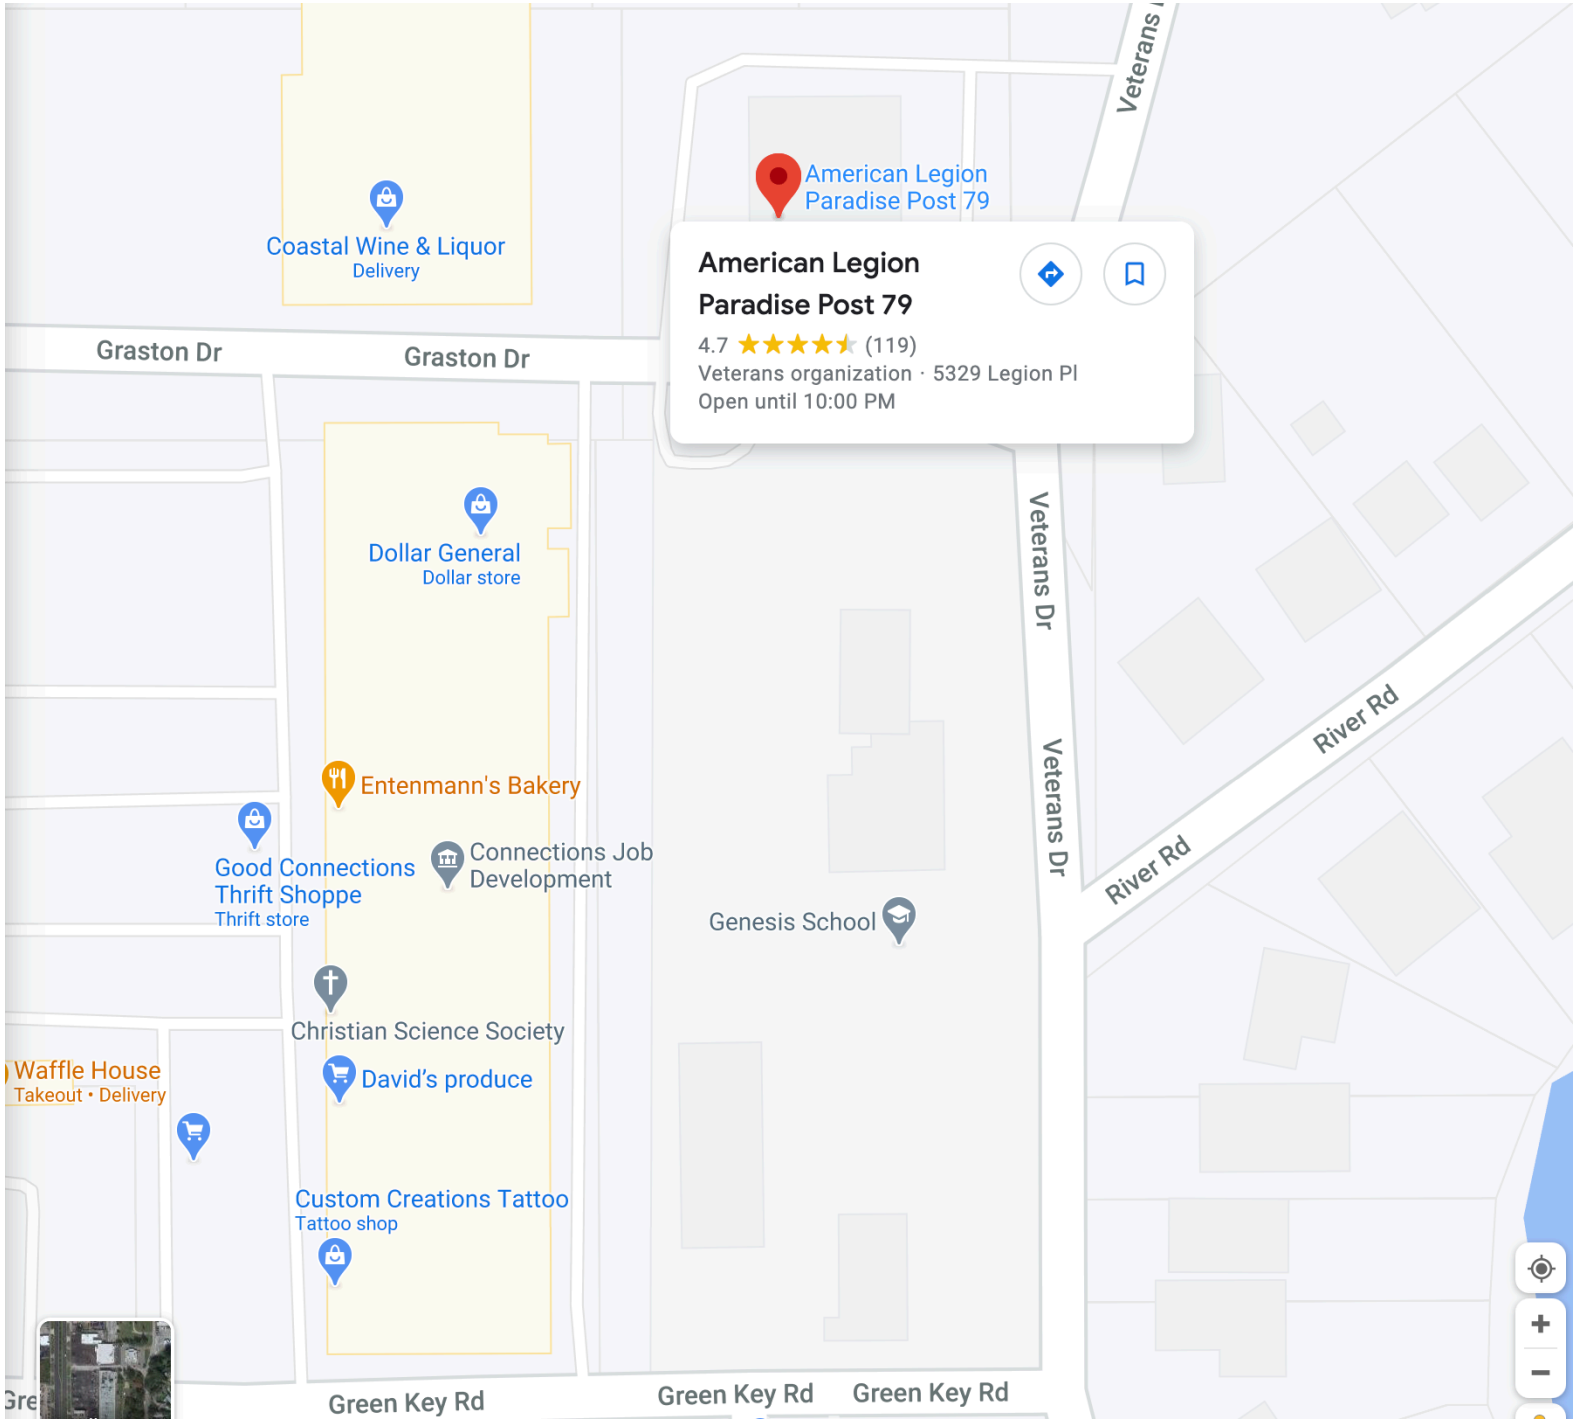 Veterans
American Legion
Paradise Post 79
Coastal Wine & Liquor
Delivery
American Legion
Paradise Post 79
4.7 (119)
Veterans organization · 5329 Legion Pl
Open until 10:00 PM
Graston Dr
Graston Dr
Veterans Dr
Dollar General
Dollar store
River Rd
Veterans Dr
Entenmann's Bakery
Good Connections
Thrift Shoppe
Thrift store
Connections Job
Development
River Rd
Genesis School
Christian Science Society
Waffle House
Takeout • Delivery
David's produce
Custom Creations Tattoo
Tattoo shop
+
−
Gre
Green Key Rd
Green Key Rd
Green Key Rd